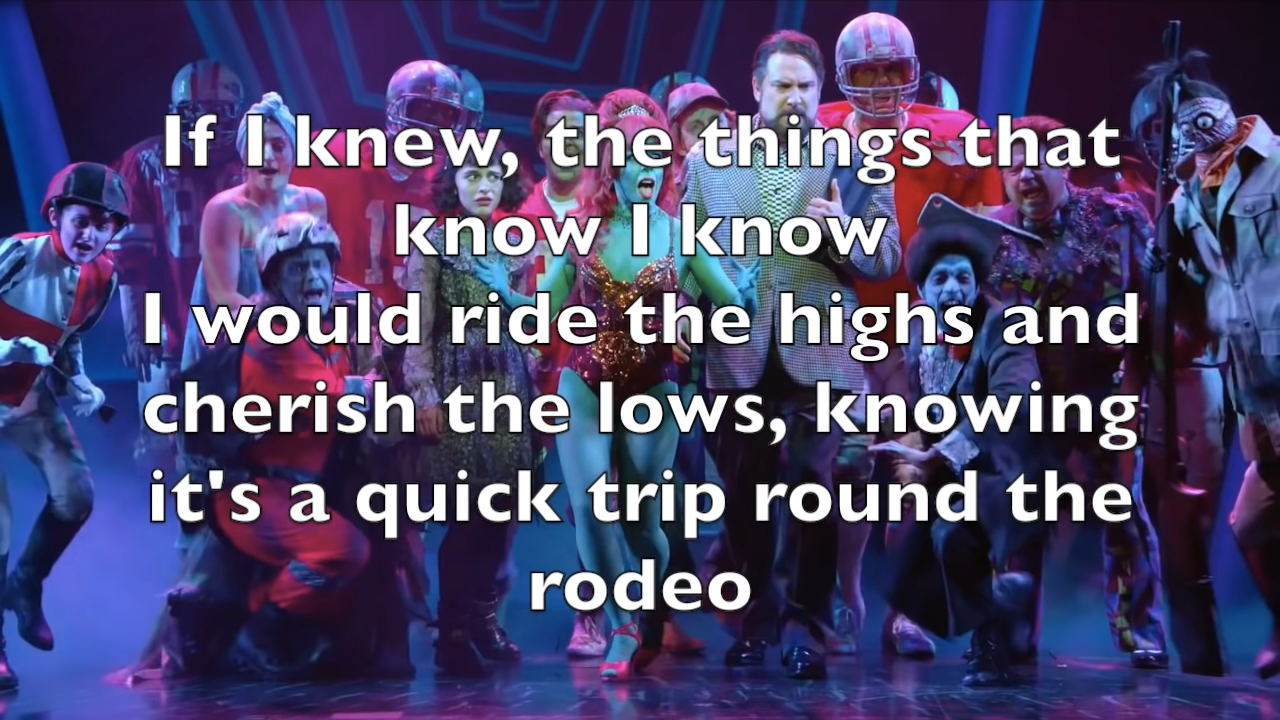 If I knew, the things that
know I know
I would ride the highs and
cherish the lows, knowing
it's a quick trip round the
rodeo